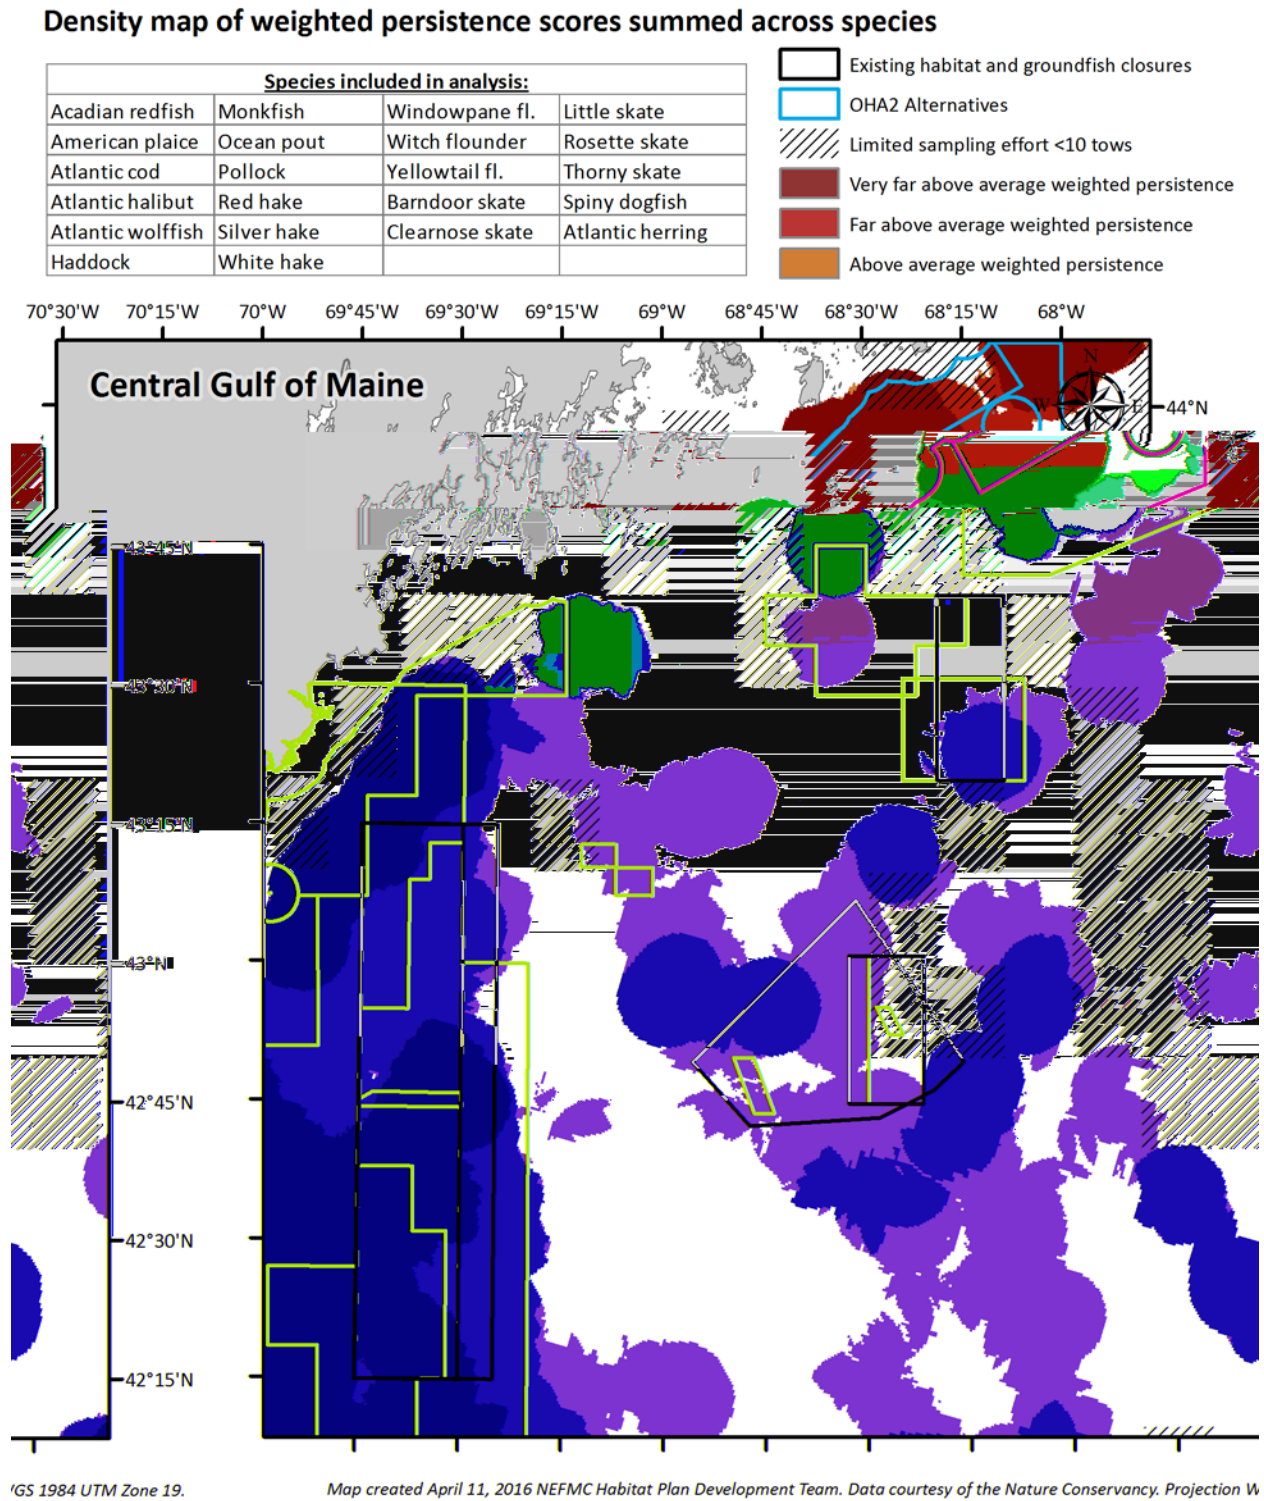 Density map of weighted persistence scores summed across species
Species included in analysis:
Acadian redfish Monkfish Windowpane fl. Little skate
American plaice Ocean pout Witch flounder Rosette skate
Atlantic cod Pollock Yellowtail fl. Thorny skate
Atlantic halibut Red hake Barndoor skate Spiny dogfish
Atlantic wolffish Silver hake Clearnose skate Atlantic herring
Haddock White hake
Existing habitat and groundfish closures
OHA2 Alternatives
Limited sampling effort <10 tows
Very far above average weighted persistence
Far above average weighted persistence
Above average weighted persistence
70°30'W 70°15'W 70°W 69°45'W 69°30'W 69°15'W 69°W 68°45'W 68°30'W 68°15'W 68°W
Central Gulf of Maine
N
W E
44°N
43°45'N
43°30'N
43°15'N
43°N
42°45'N
42°30'N
42°15'N
GS 1984 UTM Zone 19. Map created April 11, 2016 NEFMC Habitat Plan Development Team. Data courtesy of the Nature Conservancy. Projection W